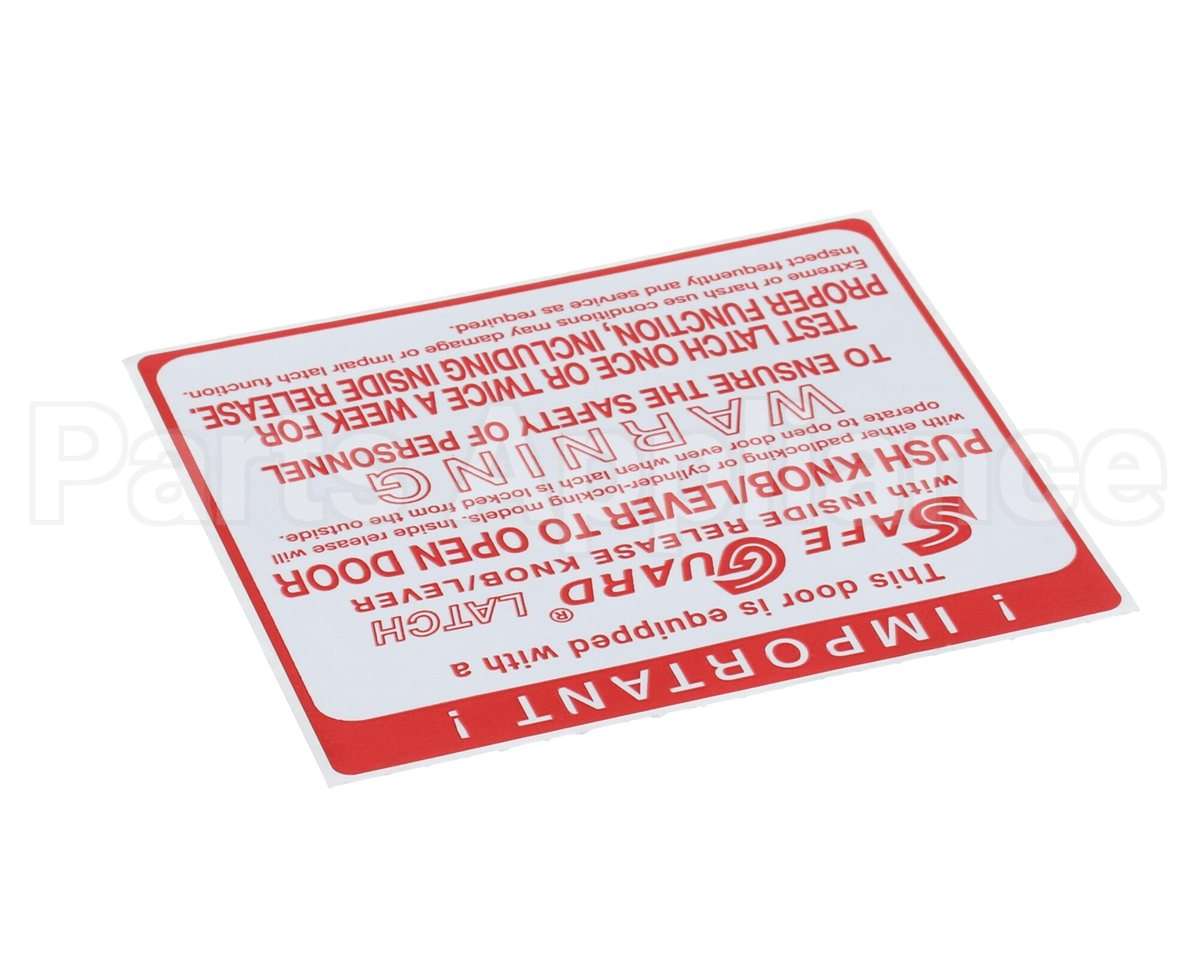 ! IMPORTANT !
This door is equipped with a
SAFE GUARD® LATCH
with INSIDE RELEASE KNOB/LEVER
PUSH KNOB/LEVER TO OPEN DOOR
with either padlocking or cylinder-locking models. Inside release will
operate to open door even when latch is locked from the outside.
WARNING
TO ENSURE THE SAFETY OF PERSONNEL
TEST LATCH ONCE OR TWICE A WEEK FOR
PROPER FUNCTION, INCLUDING INSIDE RELEASE.
Extreme or harsh use conditions may damage or impair latch function.
Inspect frequently and service as required.
Parts Appliance